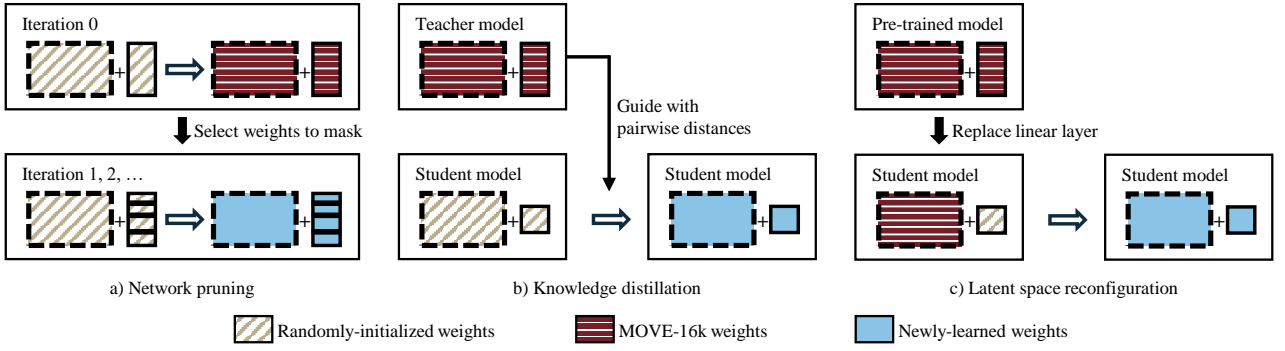 Iteration 0
+
+
Select weights to mask
Iteration 1, 2, …
+
+
a) Network pruning
Teacher model
+
Guide with
pairwise distances
Student model
+
Student model
+
b) Knowledge distillation
Pre-trained model
+
Replace linear layer
Student model
+
Student model
+
c) Latent space reconfiguration
Randomly-initialized weights
MOVE-16k weights
Newly-learned weights